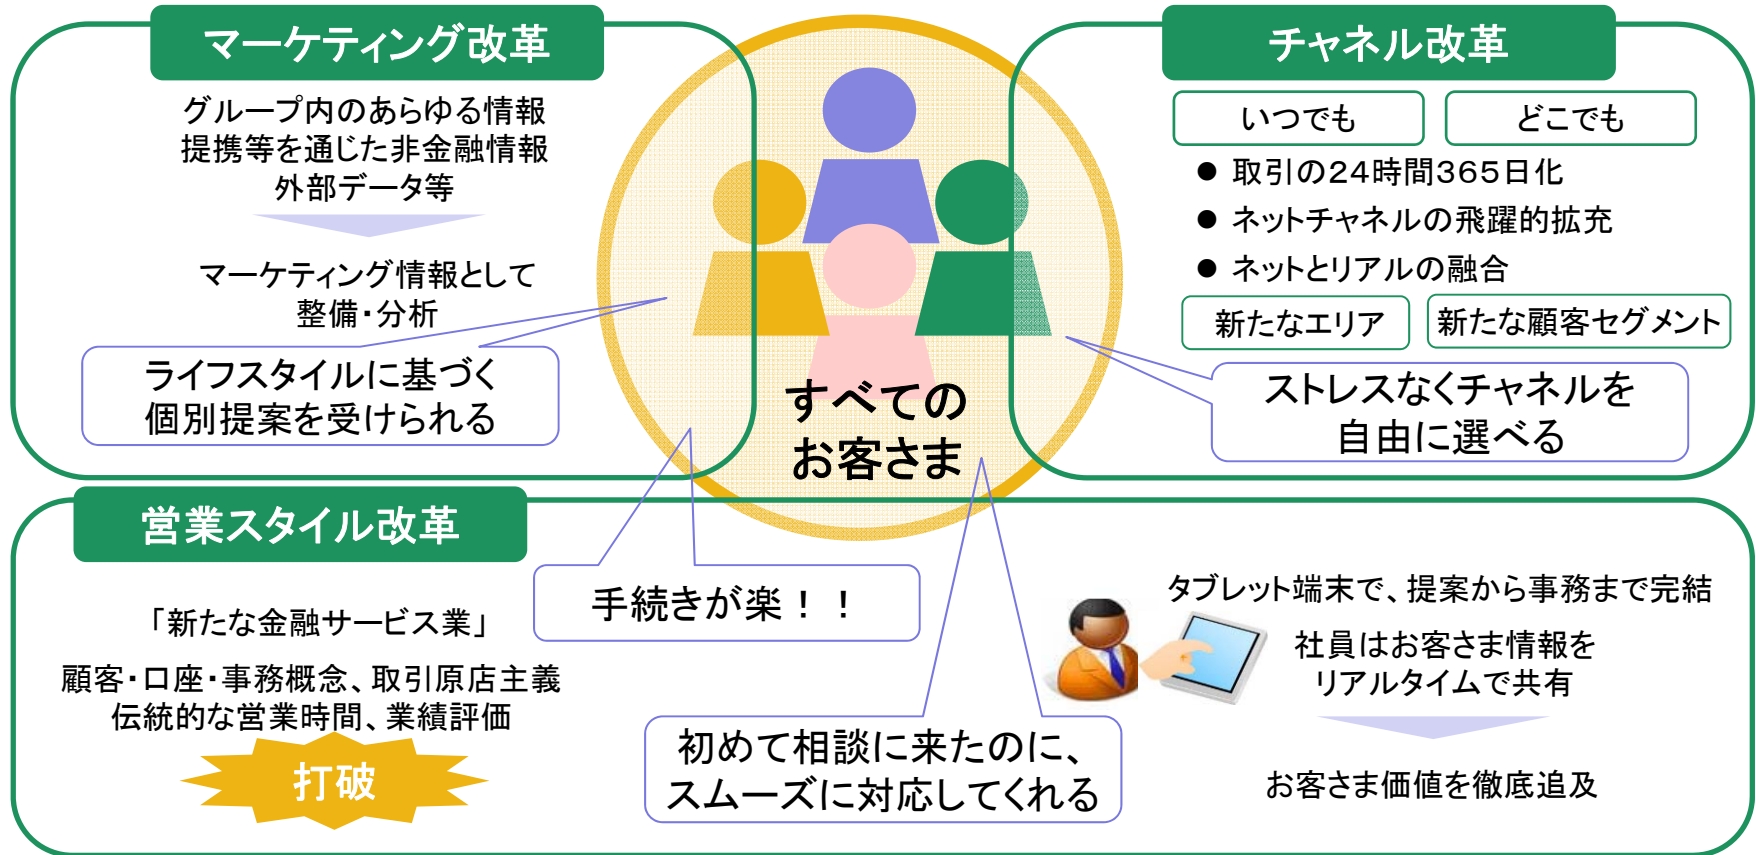 マーケティング改革
グループ内のあらゆる情報
提携等を通じた非金融情報
外部データ等
マーケティング情報として
整備・分析
ライフスタイルに基づく
個別提案を受けられる
すべての
お客さま
チャネル改革
いつでも
どこでも
● 取引の24時間365日化
● ネットチャネルの飛躍的拡充
● ネットとリアルの融合
新たなエリア
新たな顧客セグメント
ストレスなくチャネルを
自由に選べる
営業スタイル改革
「新たな金融サービス業」
顧客・口座・事務概念、取引原店主義
伝統的な営業時間、業績評価
打破
手続きが楽！！
初めて相談に来たのに、
スムーズに対応してくれる
タブレット端末で、提案から事務まで完結
社員はお客さま情報を
リアルタイムで共有
お客さま価値を徹底追及